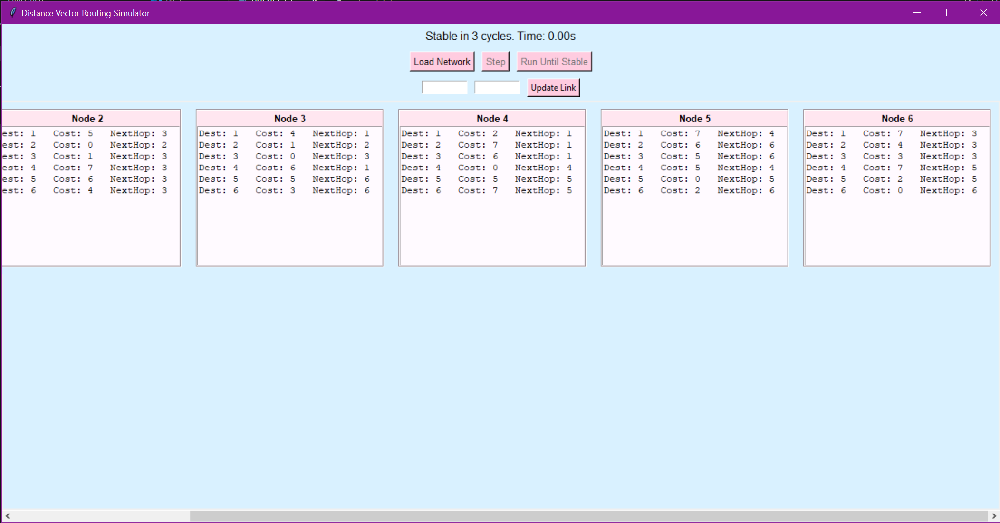 Distance Vector Routing Simulator
Stable in 3 cycles. Time: 0.00s
Load Network Step Run Until Stable
Update Link
Node 2
est: 1 Cost: 5 NextHop: 3
est: 2 Cost: 0 NextHop: 2
est: 3 Cost: 1 NextHop: 3
est: 4 Cost: 7 NextHop: 3
est: 5 Cost: 6 NextHop: 3
est: 6 Cost: 4 NextHop: 3
Node 3
Dest: 1 Cost: 4 NextHop: 1
Dest: 2 Cost: 1 NextHop: 2
Dest: 3 Cost: 0 NextHop: 3
Dest: 4 Cost: 6 NextHop: 1
Dest: 5 Cost: 5 NextHop: 6
Dest: 6 Cost: 3 NextHop: 6
Node 4
Dest: 1 Cost: 2 NextHop: 1
Dest: 2 Cost: 7 NextHop: 1
Dest: 3 Cost: 6 NextHop: 1
Dest: 4 Cost: 0 NextHop: 4
Dest: 5 Cost: 5 NextHop: 5
Dest: 6 Cost: 7 NextHop: 5
Node 5
Dest: 1 Cost: 7 NextHop: 4
Dest: 2 Cost: 6 NextHop: 6
Dest: 3 Cost: 5 NextHop: 6
Dest: 4 Cost: 5 NextHop: 4
Dest: 5 Cost: 0 NextHop: 5
Dest: 6 Cost: 2 NextHop: 6
Node 6
Dest: 1 Cost: 7 NextHop: 3
Dest: 2 Cost: 4 NextHop: 3
Dest: 3 Cost: 3 NextHop: 3
Dest: 4 Cost: 7 NextHop: 5
Dest: 5 Cost: 2 NextHop: 5
Dest: 6 Cost: 0 NextHop: 6